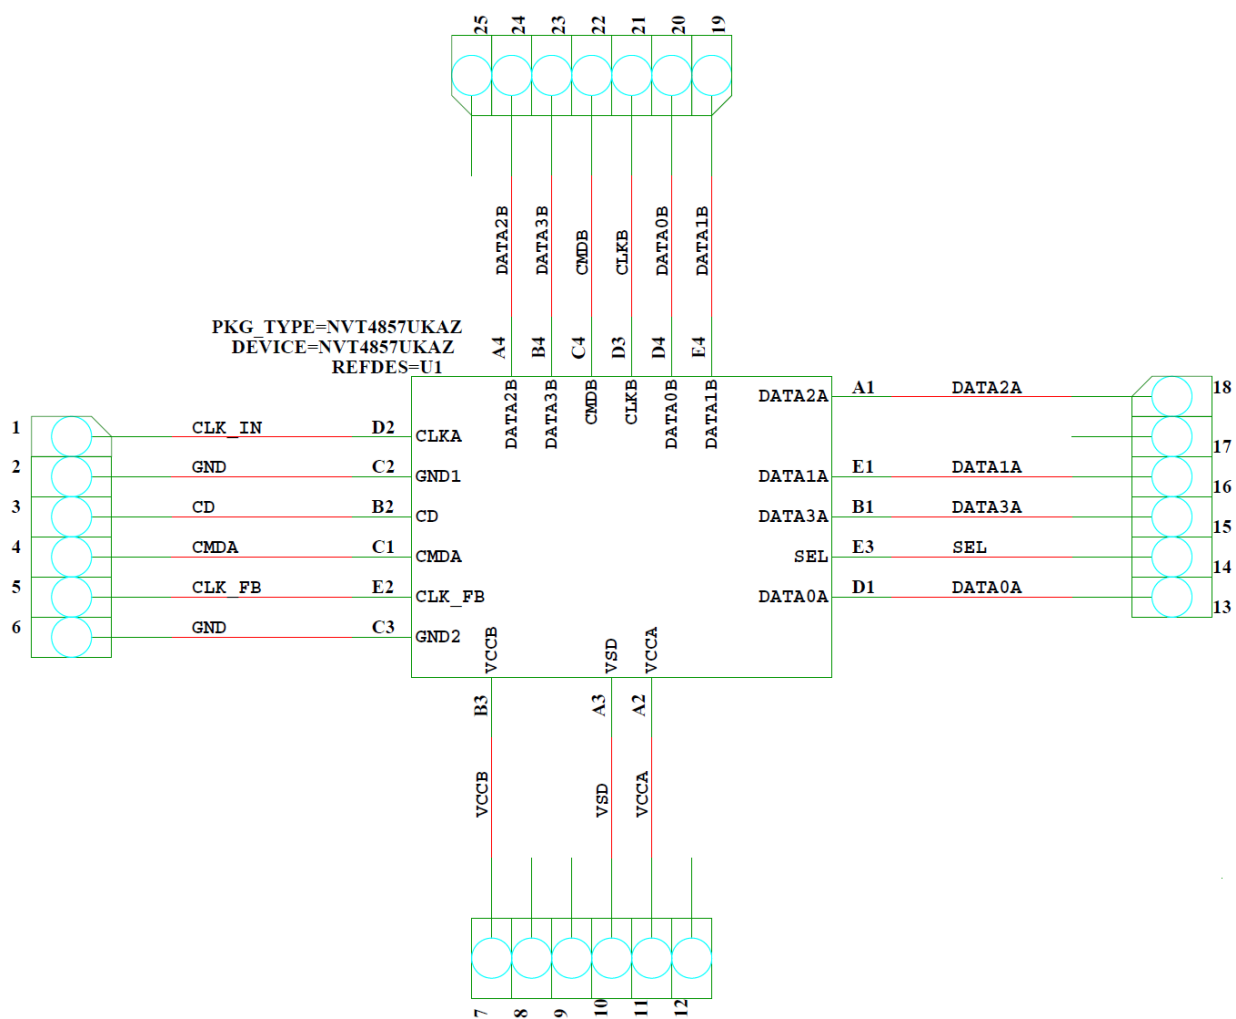 25 24 23 22 21 20 19
DATA2B DATA3B CMDB CLKB DATA0B DATA1B
PKG_TYPE=NVT4857UKAZ
DEVICE=NVT4857UKAZ
REFDES=U1
A4 B4 C4 D3 D4 E4
DATA2B DATA3B CMDB CLKB DATA0B DATA1B
DATA2A A1 DATA2A 18
1 CLK_IN D2 CLKA
17
2 GND C2 GND1
DATA1A E1 DATA1A 16
3 CD B2 CD
DATA3A B1 DATA3A 15
4 CMDA C1 CMDA
SEL E3 SEL 14
5 CLK_FB E2 CLK_FB
DATA0A D1 DATA0A 13
6 GND C3 GND2
VCCB VSD VCCA
B3 A3 A2
VCCB VSD VCCA
7 8 9 10 11 12